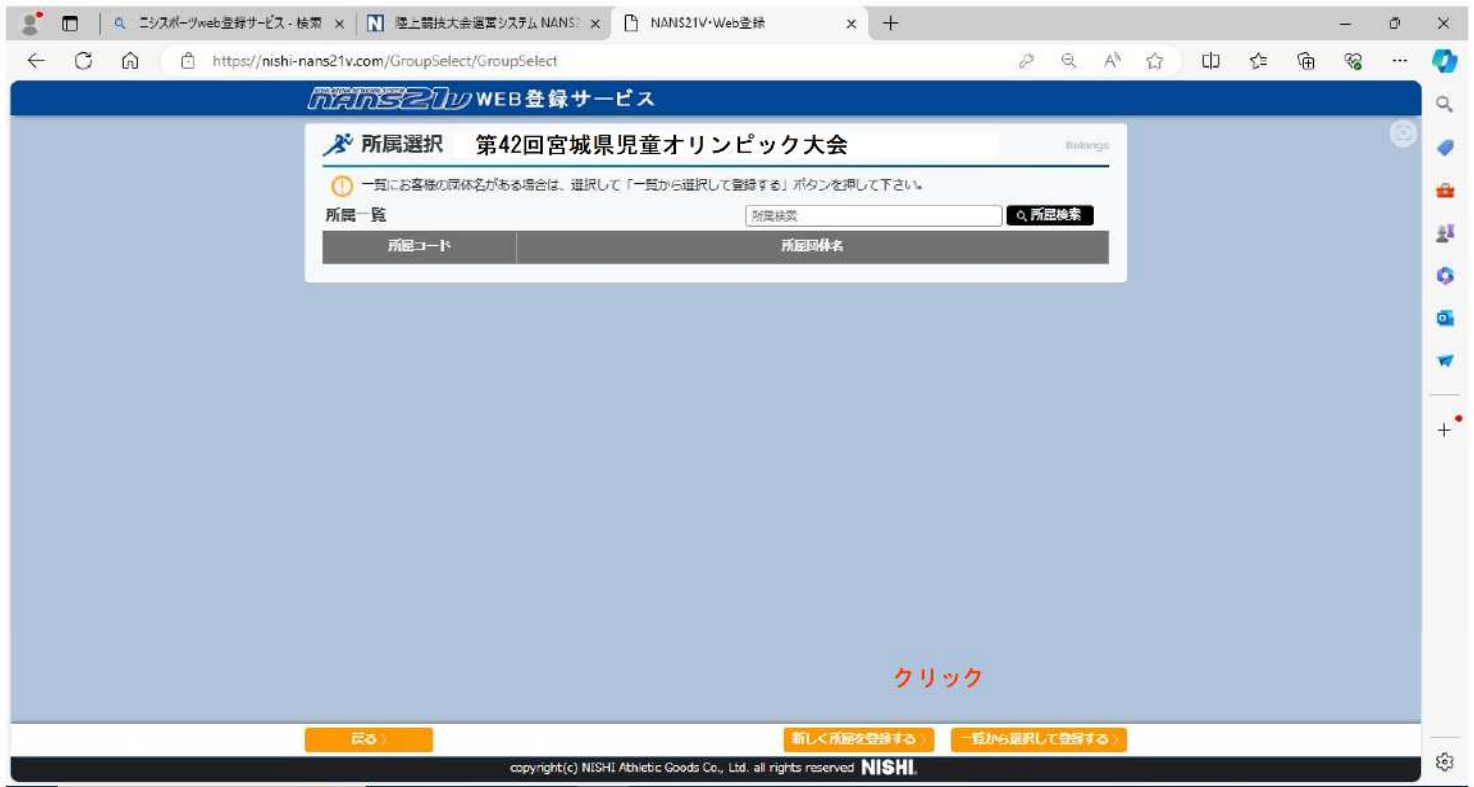 ニシスポーツweb登録サービス - 検索
陸上競技大会運営システム NANS
NANS21V・Web登録
https://nishi-nans21v.com/GroupSelect/GroupSelect
nans21v WEB登録サービス
所属選択 第42回宮城県児童オリンピック大会 Belongs
一覧にお客様の団体名がある場合は、選択して「一覧から選択して登録する」ボタンを押して下さい。
所属一覧 所属検索 所属検索
所属コード 所属団体名
クリック
戻る 新しく所属を登録する 一覧から選択して登録する
copyright(c) NISHI Athletic Goods Co., Ltd. all rights reserved NISHI.